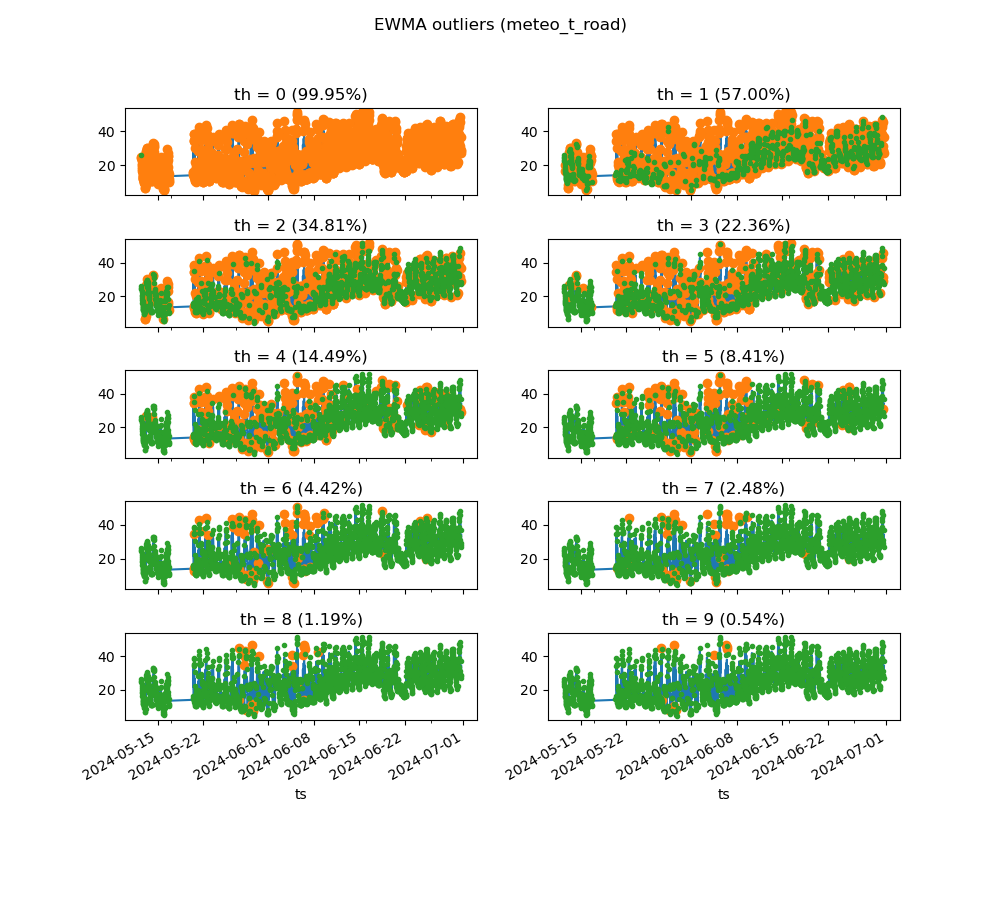 EWMA outliers (meteo_t_road)
th = 0 (99.95%)
th = 1 (57.00%)
40
20
40
20
th = 2 (34.81%)
th = 3 (22.36%)
40
20
40
20
th = 4 (14.49%)
th = 5 (8.41%)
40
20
40
20
th = 6 (4.42%)
th = 7 (2.48%)
40
20
40
20
th = 8 (1.19%)
th = 9 (0.54%)
40
20
40
20
2024-05-15
2024-05-22
2024-06-01
2024-06-08
2024-06-15
2024-06-22
2024-07-01
2024-05-15
2024-05-22
2024-06-01
2024-06-08
2024-06-15
2024-06-22
2024-07-01
ts
ts